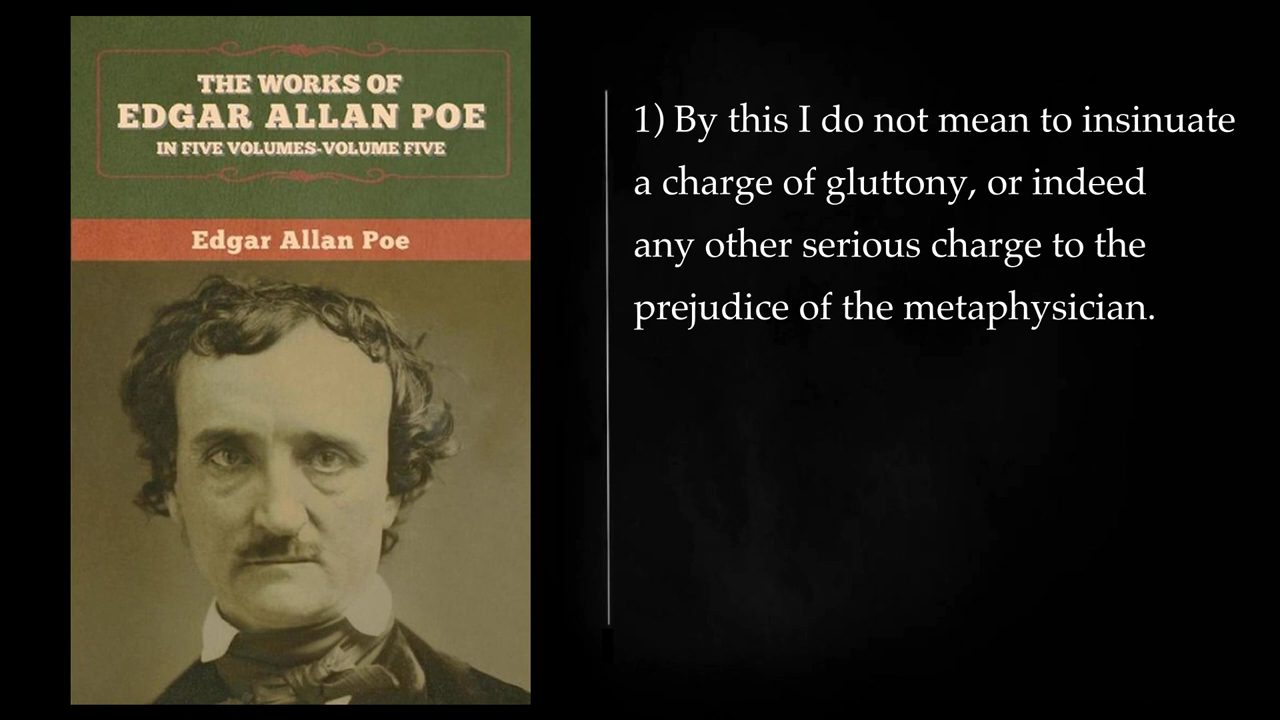 THE WORKS OF
EDGAR ALLAN POE
IN FIVE VOLUMES-VOLUME FIVE
Edgar Allan Poe
1) By this I do not mean to insinuate
a charge of gluttony, or indeed
any other serious charge to the
prejudice of the metaphysician.